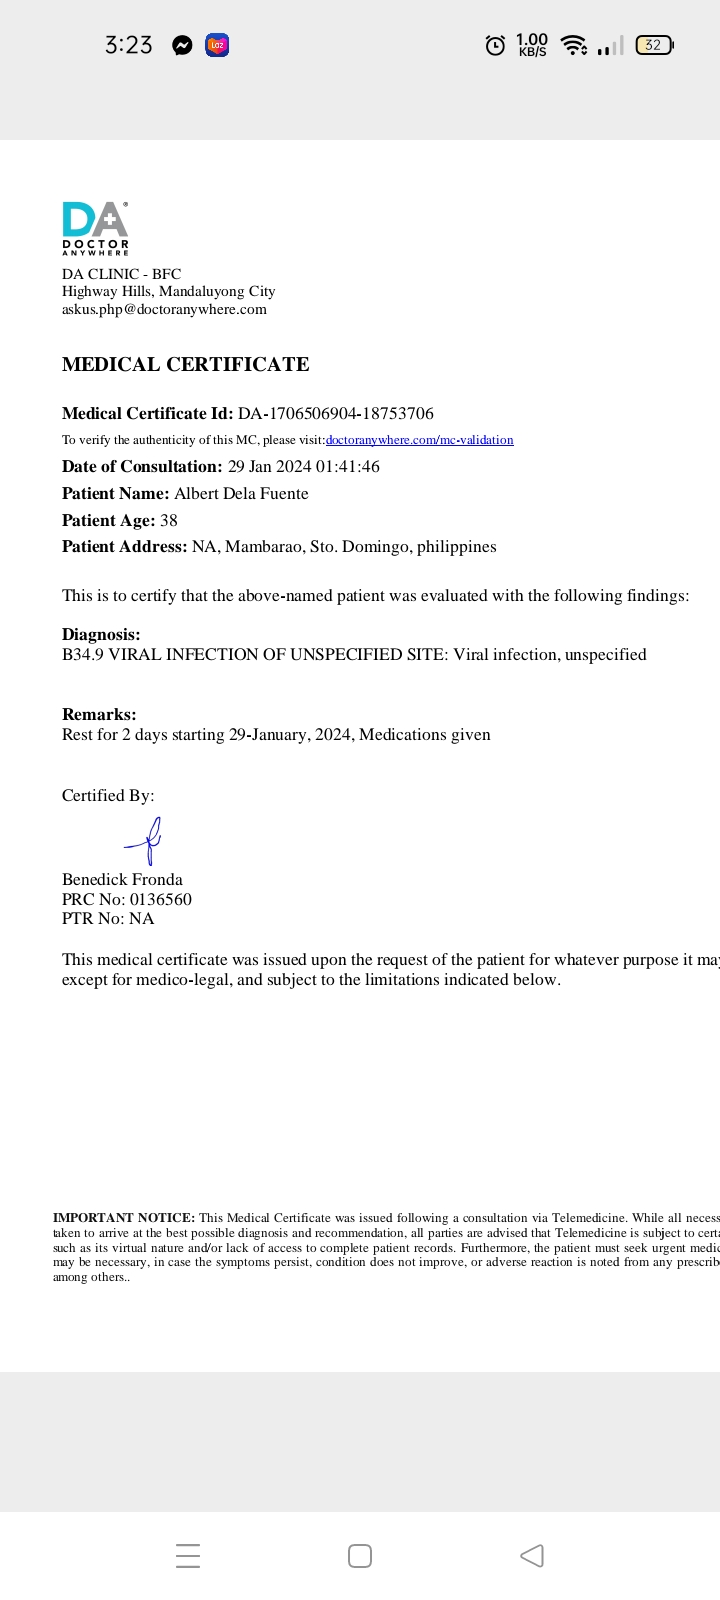 3:23
1.00
KB/S
32
DA
DOCTOR
ANYWHERE
DA CLINIC - BFC
Highway Hills, Mandaluyong City
askus.php@doctoranywhere.com
MEDICAL CERTIFICATE
Medical Certificate Id: DA-1706506904-18753706
To verify the authenticity of this MC, please visit:doctoranywhere.com/mc-validation
Date of Consultation: 29 Jan 2024 01:41:46
Patient Name: Albert Dela Fuente
Patient Age: 38
Patient Address: NA, Mambarao, Sto. Domingo, philippines
This is to certify that the above-named patient was evaluated with the following findings:
Diagnosis:
B34.9 VIRAL INFECTION OF UNSPECIFIED SITE: Viral infection, unspecified
Remarks:
Rest for 2 days starting 29-January, 2024, Medications given
Certified By:
Benedick Fronda
PRC No: 0136560
PTR No: NA
This medical certificate was issued upon the request of the patient for whatever purpose it may
except for medico-legal, and subject to the limitations indicated below.
IMPORTANT NOTICE: This Medical Certificate was issued following a consultation via Telemedicine. While all necess
taken to arrive at the best possible diagnosis and recommendation, all parties are advised that Telemedicine is subject to certa
such as its virtual nature and/or lack of access to complete patient records. Furthermore, the patient must seek urgent medic
may be necessary, in case the symptoms persist, condition does not improve, or adverse reaction is noted from any prescribe
among others..